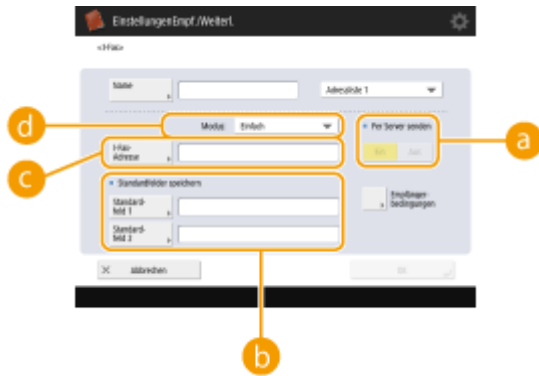 Einstellungen Empf./Weiterl.
<I-Fax>
Name
Adressliste 1
d
Modus
Einfach
Per Server senden
a
Ein
Aus
c
I-Fax-
Adresse
Standardfelder speichern
Standard-
feld 1
Empfänger-
bedingungen
Standard-
feld 2
Abbrechen
OK
b